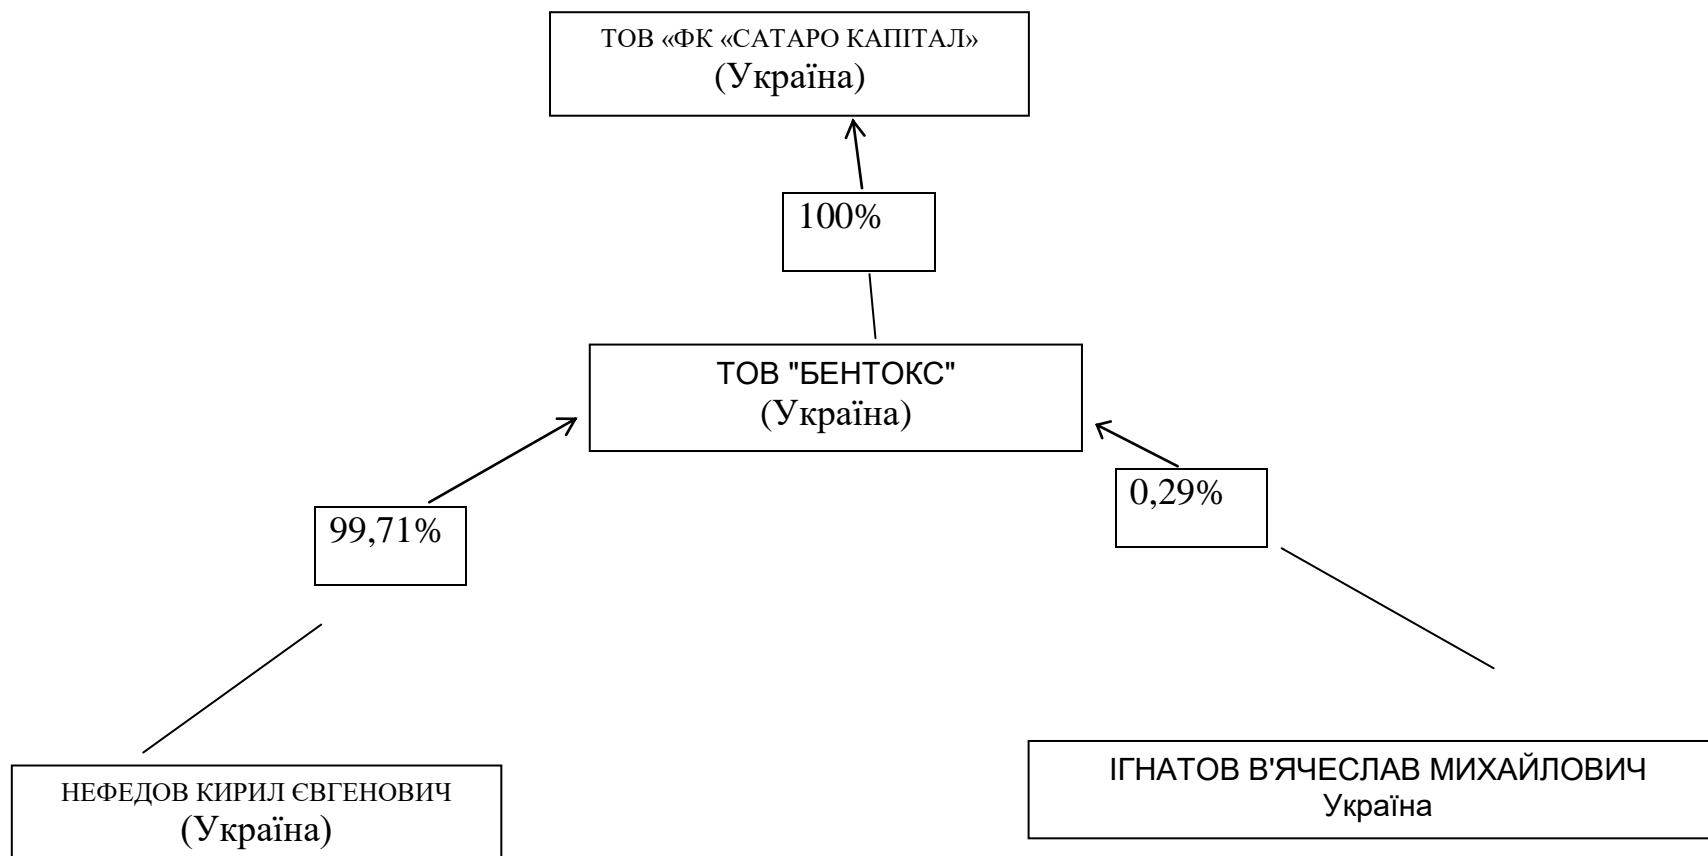 ТОВ «ФК «САТАРО КАПІТАЛ»
(Україна)
100%
ТОВ "БЕНТОКС"
(Україна)
99,71%
0,29%
НЕФЕДОВ КИРИЛ ЄВГЕНОВИЧ
(Україна)
ІГНАТОВ В'ЯЧЕСЛАВ МИХАЙЛОВИЧ
Україна